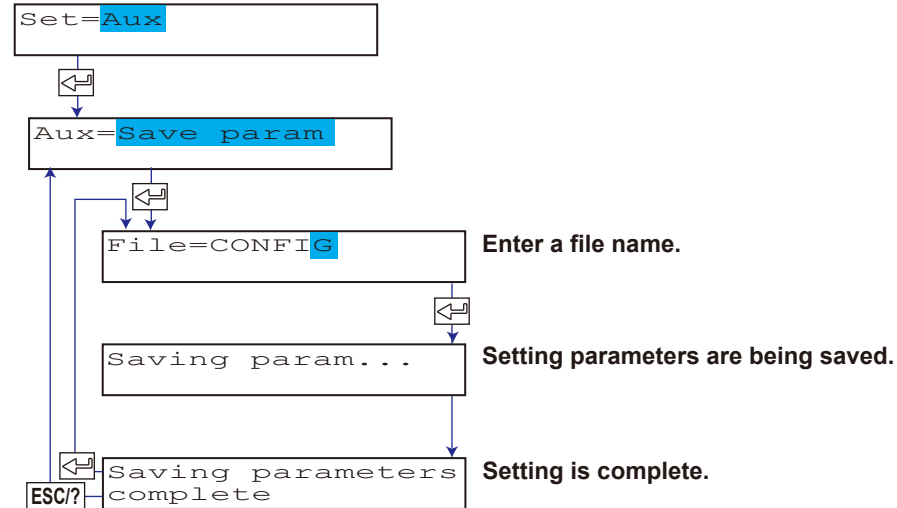 Set=Aux
Aux=Save param
File=CONFIG
Enter a file name.
Saving param...
Setting parameters are being saved.
Saving parameters
complete
Setting is complete.
ESC/?